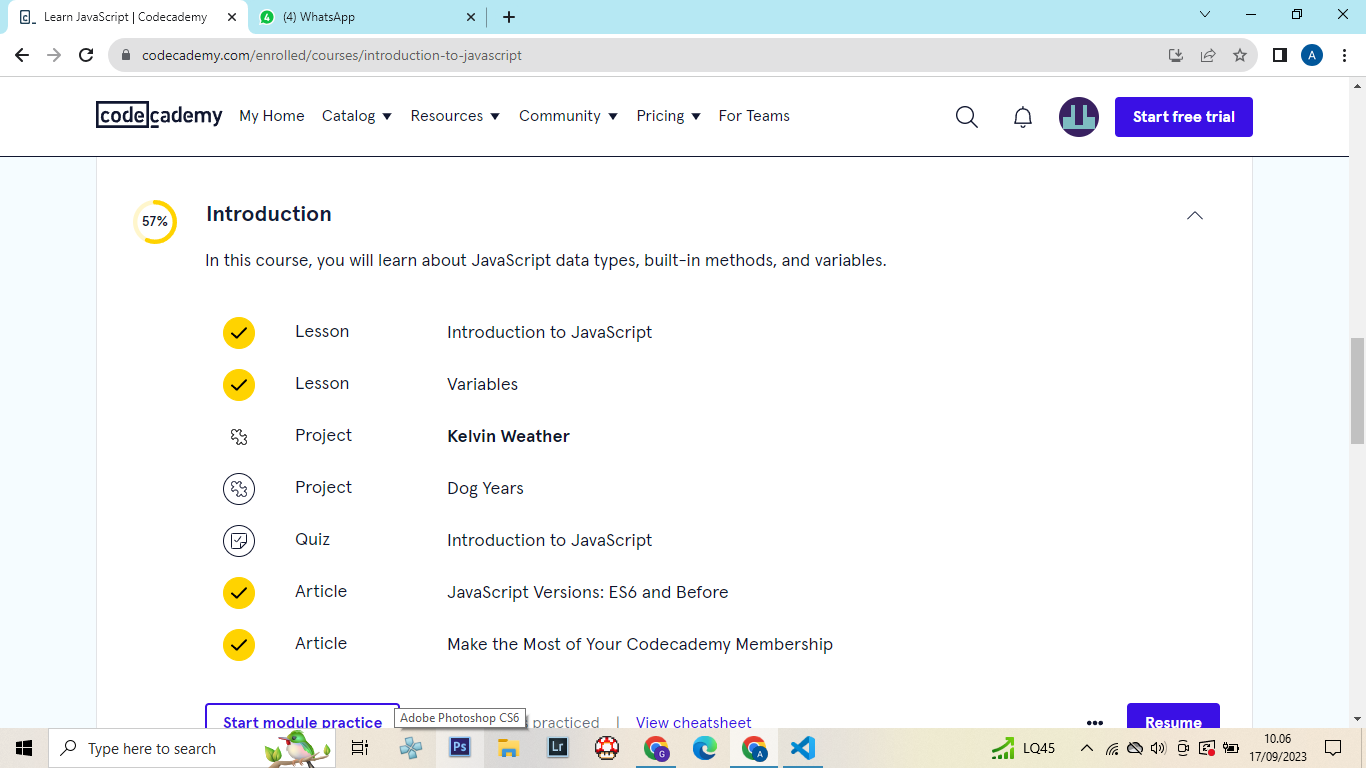 Learn JavaScript | Codecademy
(4) WhatsApp
codecademy.com/enrolled/courses/introduction-to-javascript
A
codecademy My Home Catalog Resources Community Pricing For Teams Start free trial
57% Introduction
In this course, you will learn about JavaScript data types, built-in methods, and variables.
Lesson Introduction to JavaScript
Lesson Variables
Project Kelvin Weather
Project Dog Years
Quiz Introduction to JavaScript
Article JavaScript Versions: ES6 and Before
Article Make the Most of Your Codecademy Membership
Start module practice practiced | View cheatsheet ••• Resume
Adobe Photoshop CS6
Type here to search Ps Lr G A LQ45
10.06
17/09/2023